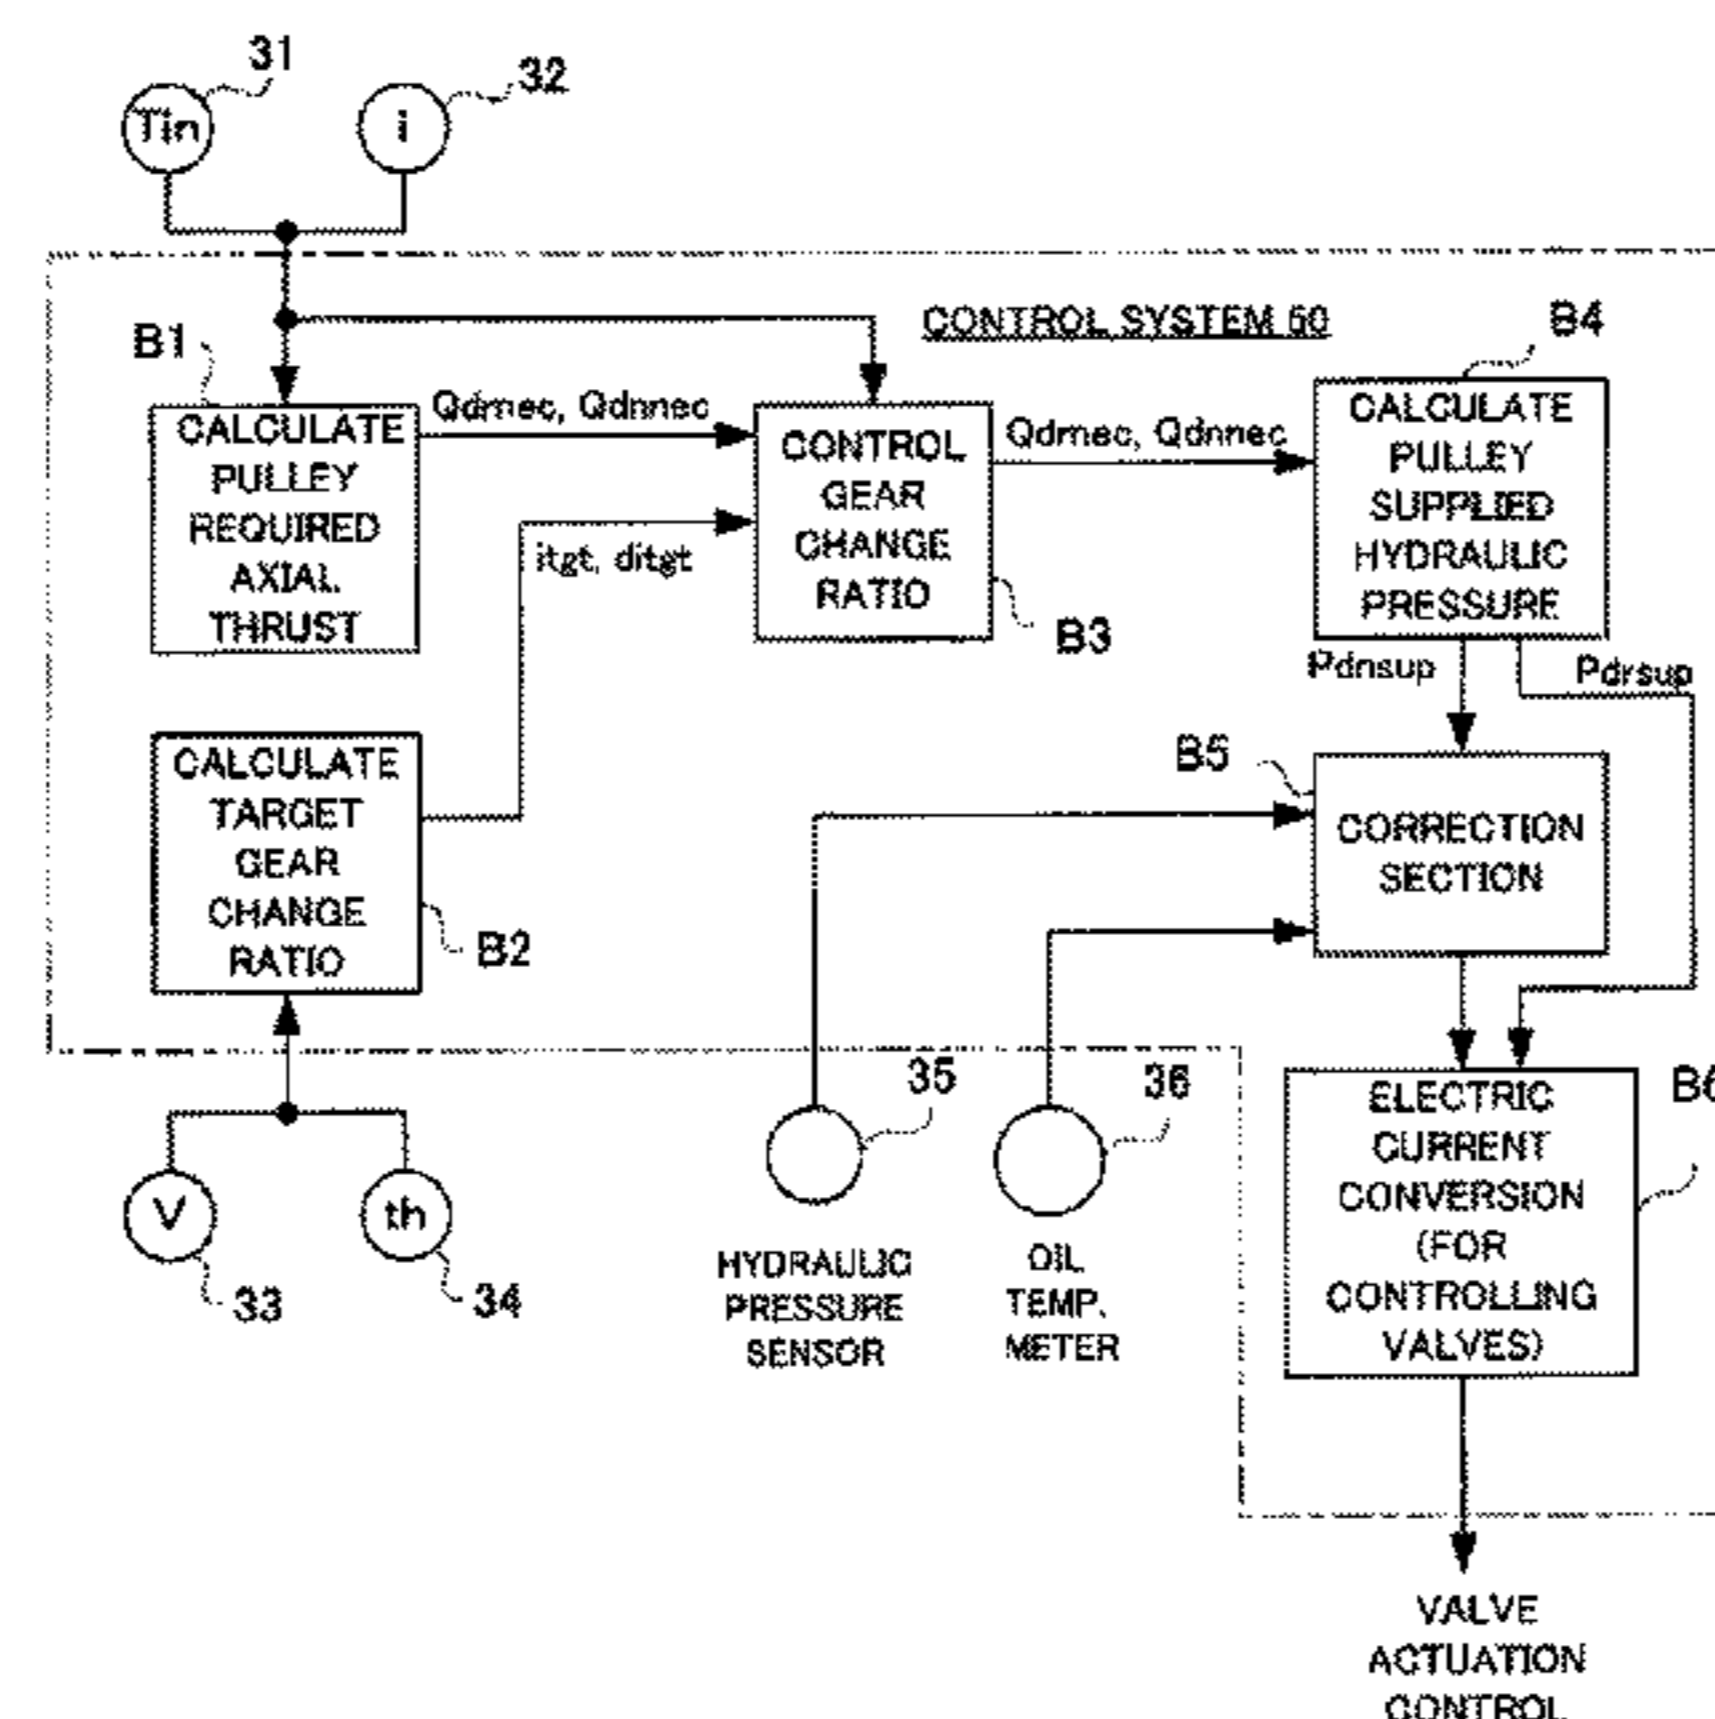 31
32
Tin
i
CONTROL SYSTEM 50
B1
B4
CALCULATE
PULLEY
REQUIRED
AXIAL
THRUST
Qdrnec, Qdnnec
CONTROL
GEAR
CHANGE
RATIO
B3
Qdrnec, Qdnnec
CALCULATE
PULLEY
SUPPLIED
HYDRAULIC
PRESSURE
itgt, ditgt
Pdnsup
Pdrsup
CALCULATE
TARGET
GEAR
CHANGE
RATIO
B2
B5
CORRECTION
SECTION
35
36
B6
ELECTRIC
CURRENT
CONVERSION
(FOR
CONTROLLING
VALVES)
V
th
33
34
HYDRAULIC
PRESSURE
SENSOR
OIL
TEMP.
METER
VALVE
ACTUATION
CONTROL